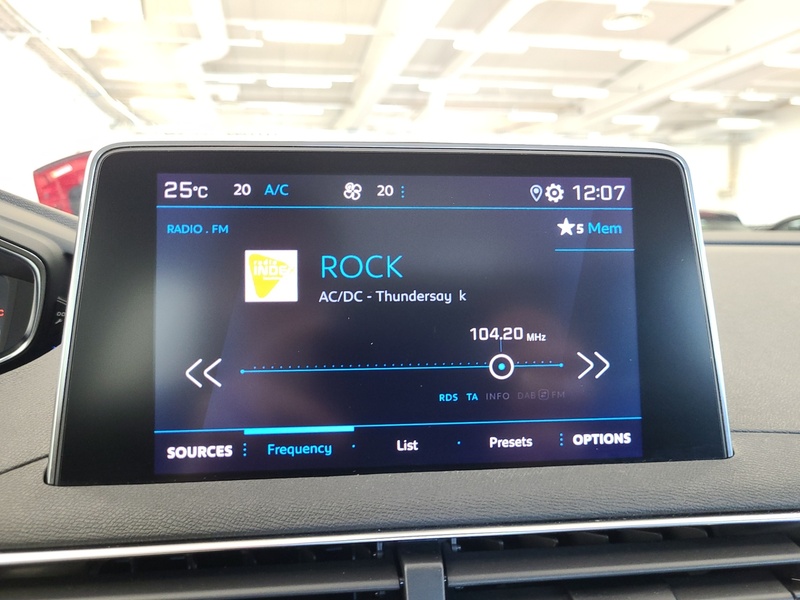 25°C 20 A/C 20 12:07
RADIO . FM
5 Mem
ROCK
AC/DC - Thundersay k
104.20 MHz
RDS TA INFO DAB FM
SOURCES Frequency List Presets OPTIONS